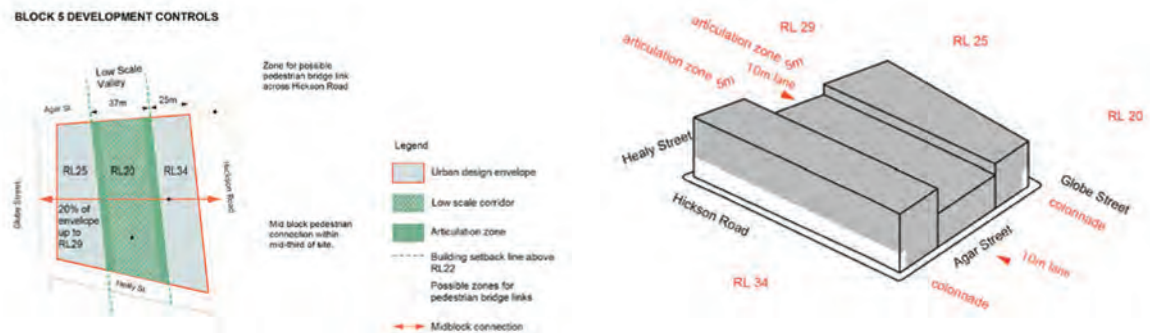 BLOCK 5 DEVELOPMENT CONTROLS
Low Scale
Valley
37m
25m
Agar St.
RL25
RL20
RL34
Globe Street
Hickson Road
20% of
envelope
up to
RL29
Healy St.
Zone for possible
pedestrian bridge link
across Hickson Road
Mid block pedestrian
connection within
mid-third of site.
Legend
Urban design envelope
Low scale corridor
Articulation zone
Building setback line above
RL22
Possible zones for
pedestrian bridge links
Midblock connection
articulation zone 5m
articulation zone 5m
10m lane
RL 29
RL 25
RL 20
Healy Street
Hickson Road
Globe Street
colonnade
Agar Street
10m lane
colonnade
RL 34